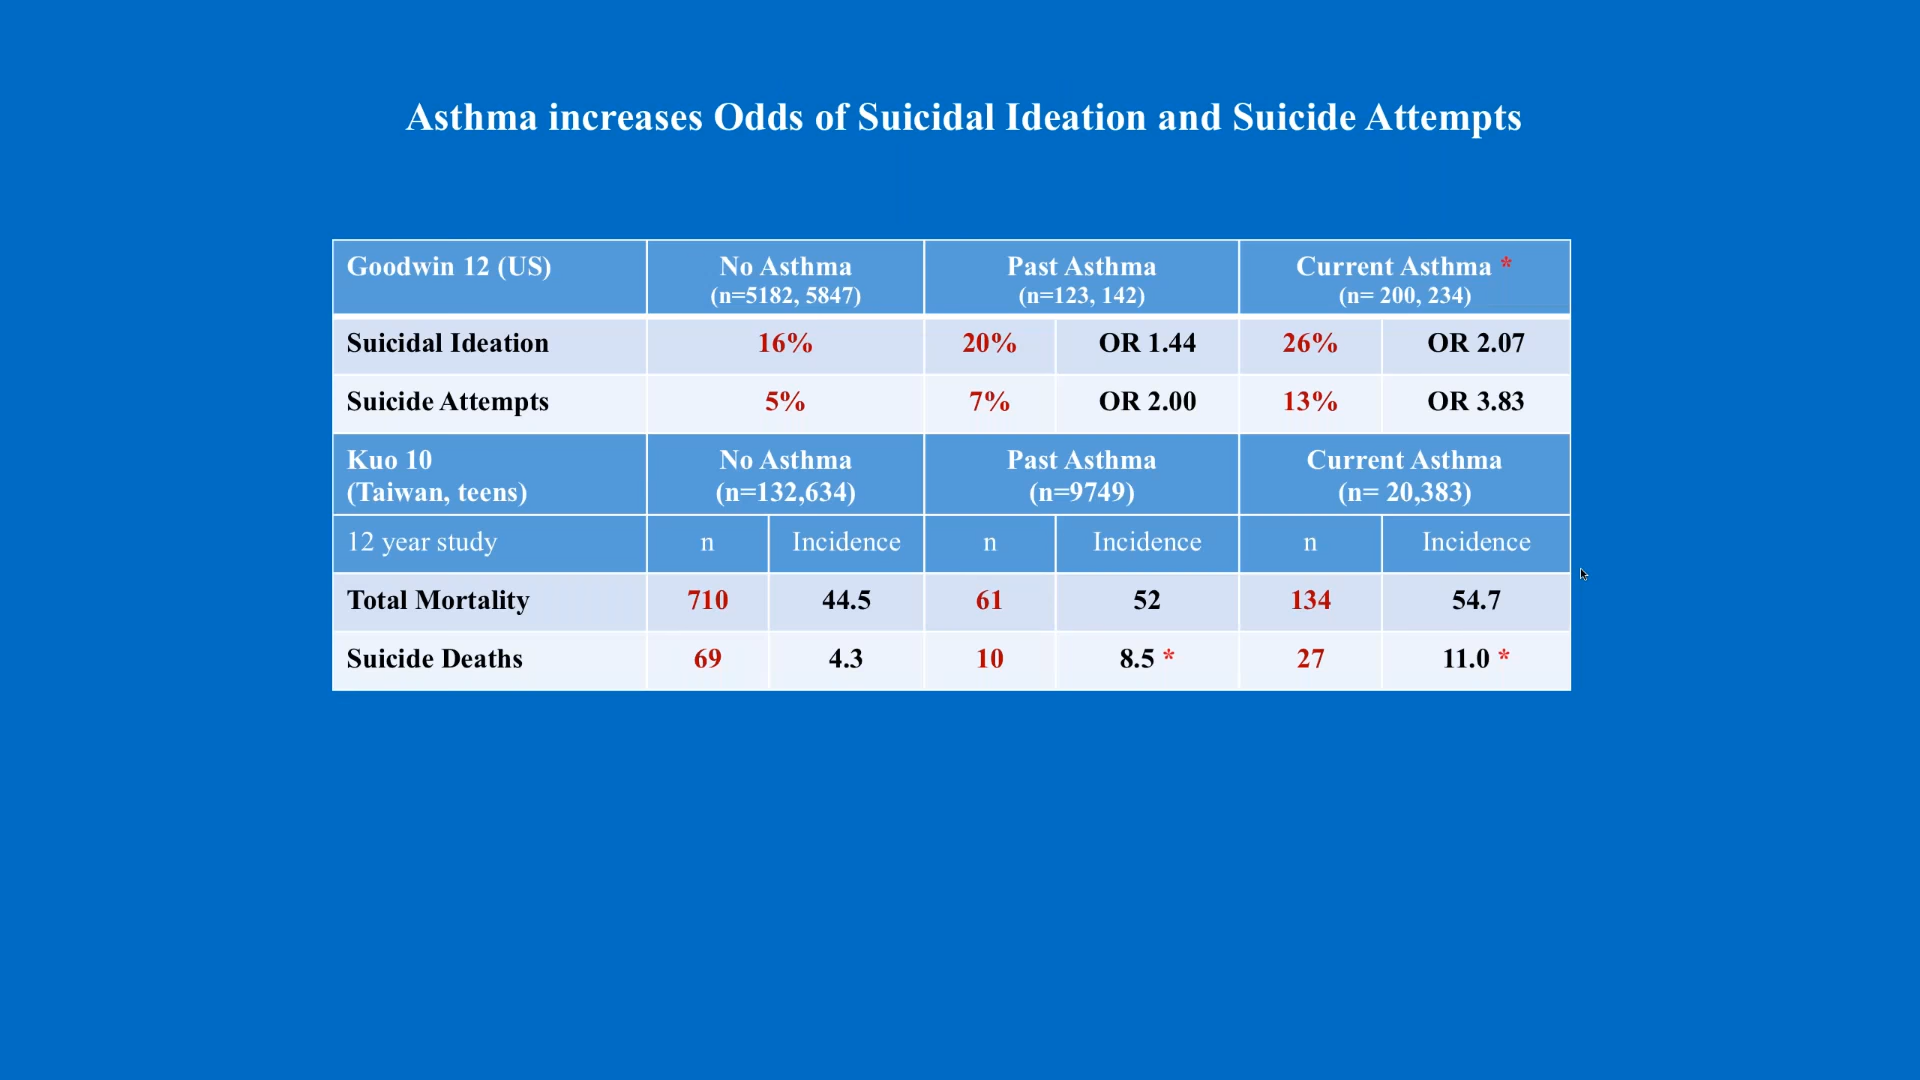 Asthma increases Odds of Suicidal Ideation and Suicide Attempts
Goodwin 12 (US) No Asthma Past Asthma Current Asthma *
(n=5182, 5847) (n=123, 142) (n= 200, 234)
Suicidal Ideation 16% 20% OR 1.44 26% OR 2.07
Suicide Attempts 5% 7% OR 2.00 13% OR 3.83
Kuo 10 No Asthma Past Asthma Current Asthma
(Taiwan, teens) (n=132,634) (n=9749) (n= 20,383)
12 year study n Incidence n Incidence n Incidence
Total Mortality 710 44.5 61 52 134 54.7
Suicide Deaths 69 4.3 10 8.5 * 27 11.0 *